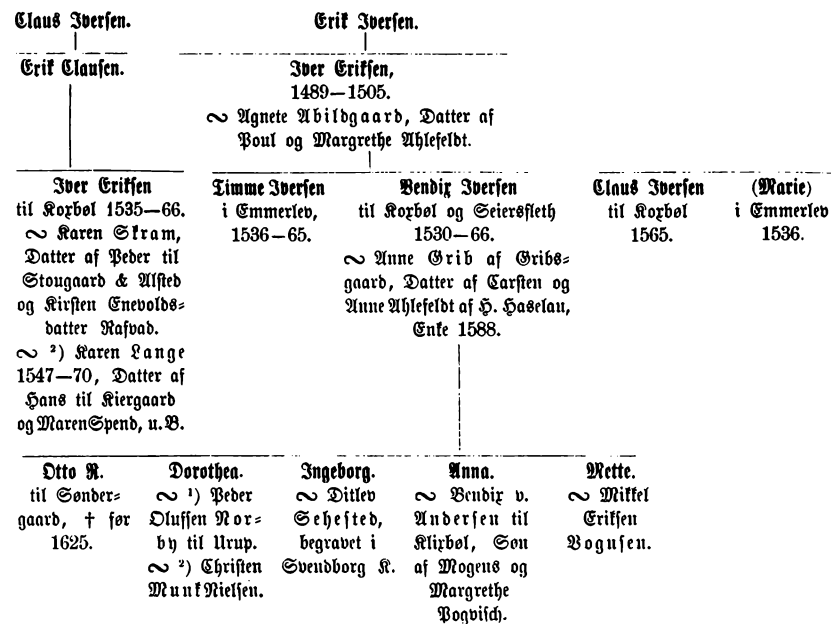 Claus Iversen.
Erik Iversen.
Erik Clausen.
Iver Eriksen,
1489—1505.
∾ Agnete Abildgaard, Datter af
Poul og Margrethe Ahlefeldt.
Iver Eriksen
til Koxbøl 1535—66.
∾ Karen Skram,
Datter af Peder til
Stougaard & Alsted
og Kirsten Enevolds=
datter Rafvad.
∾ ²) Karen Lange
1547—70, Datter af
Hans til Kiergaard
og Maren Spend, u. B.
Timme Iversen
i Emmerlev,
1536—65.
Bendix Iversen
til Koxbøl og Seiersfleth
1530—66.
∾ Anne Grib af Gribs=
gaard, Datter af Carsten og
Anne Ahlefeldt af H. Haselau,
Enke 1588.
Claus Iversen
til Koxbøl
1565.
(Marie)
i Emmerlev
1536.
Otto R.
til Sønder=
gaard, † før
1625.
Dorothea.
∾ ¹) Peder
Olufsen Nor=
by til Urup.
∾ ²) Christen
Munk Nielsen.
Ingeborg.
∾ Ditlev
Sehested,
begravet i
Svendborg K.
Anna.
∾ Bendix v.
Andersen til
Klixbøl, Søn
af Mogens og
Margrethe
Pogvisch.
Mette.
∾ Mikkel
Eriksen
Vognsen.